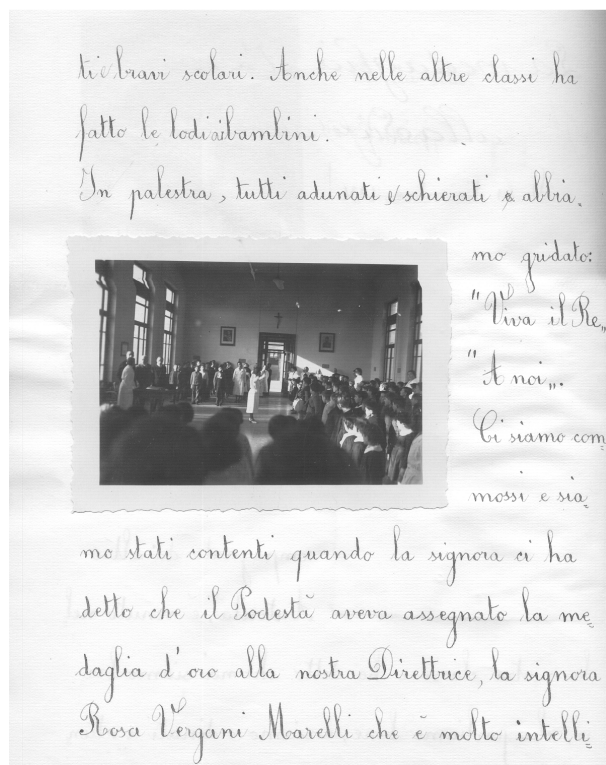 ti bravi scolari. Anche nelle altre classi ha
fatto le lodi ai bambini.
In palestra, tutti adunati e schierati abbia=
mo gridato:
"Viva il Re„
"A noi„.
Ci siamo com=
mossi e sia=
mo stati contenti quando la signora ci ha
detto che il Podestà aveva assegnato la me=
daglia d'oro alla nostra Direttrice, la signora
Rosa Vergani Marelli che è molto intelli=